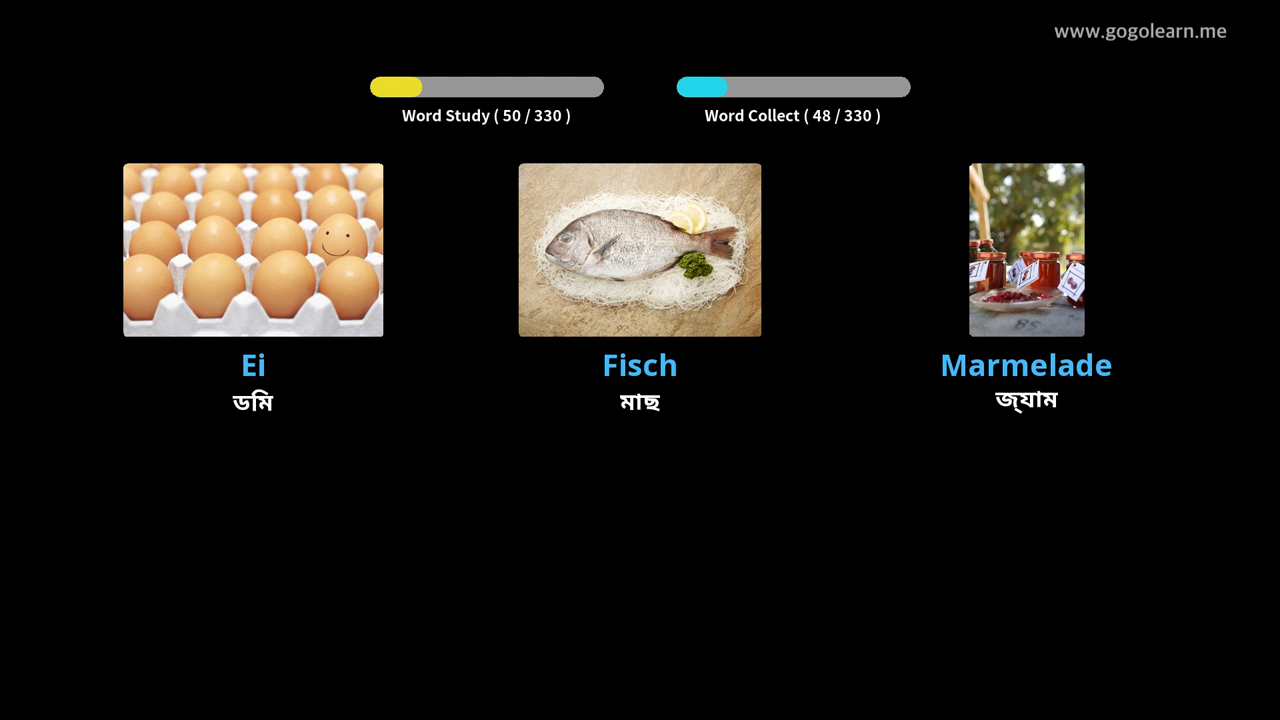 www.gogolearn.me
Word Study ( 50 / 330 )
Word Collect ( 48 / 330 )
Ei
ডিম
Fisch
মাছ
Marmelade
জ্যাম